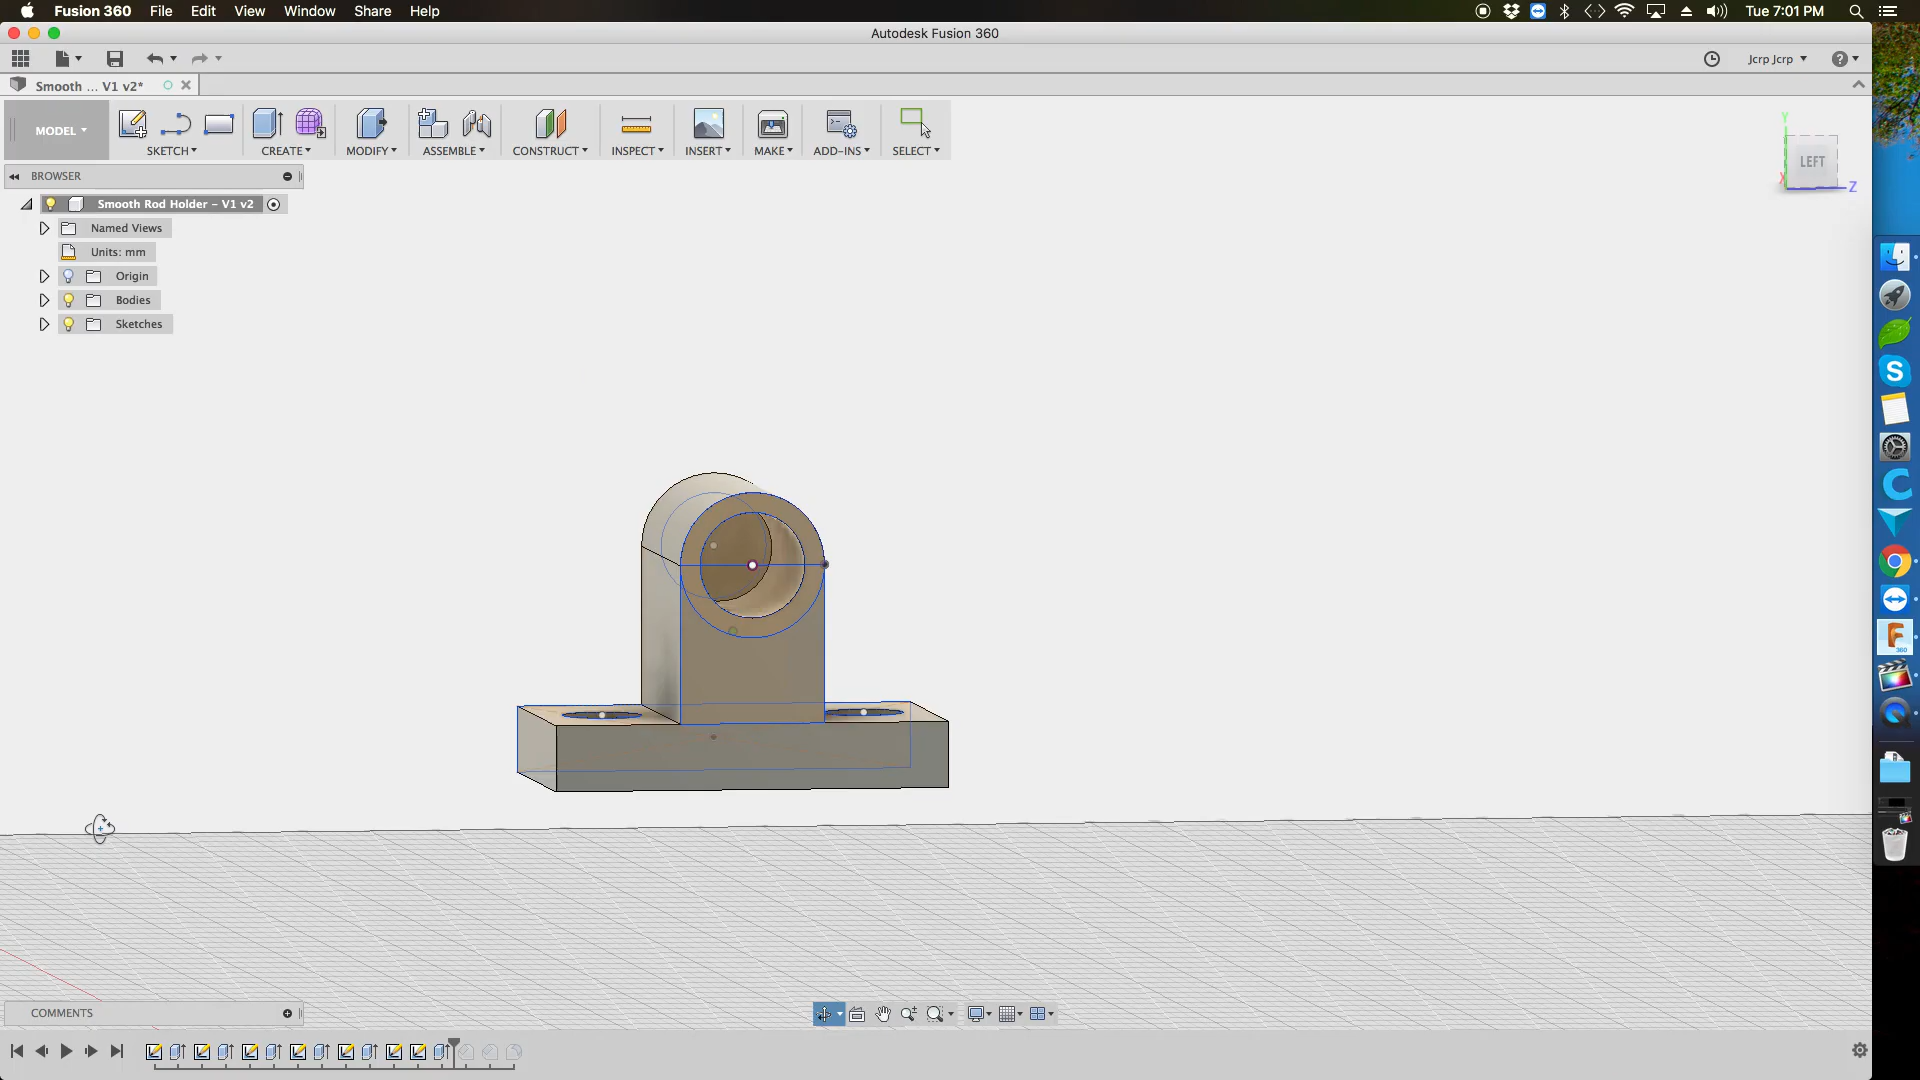 Fusion 360 File Edit View Window Share Help Tue 7:01 PM
Autodesk Fusion 360
Jcrp Jcrp
Smooth ... V1 v2*
MODEL SKETCH CREATE MODIFY ASSEMBLE CONSTRUCT INSPECT INSERT MAKE ADD-INS SELECT
Y
LEFT
X
Z
BROWSER
Smooth Rod Holder - V1 v2
Named Views
Units: mm
Origin
Bodies
Sketches
360
COMMENTS